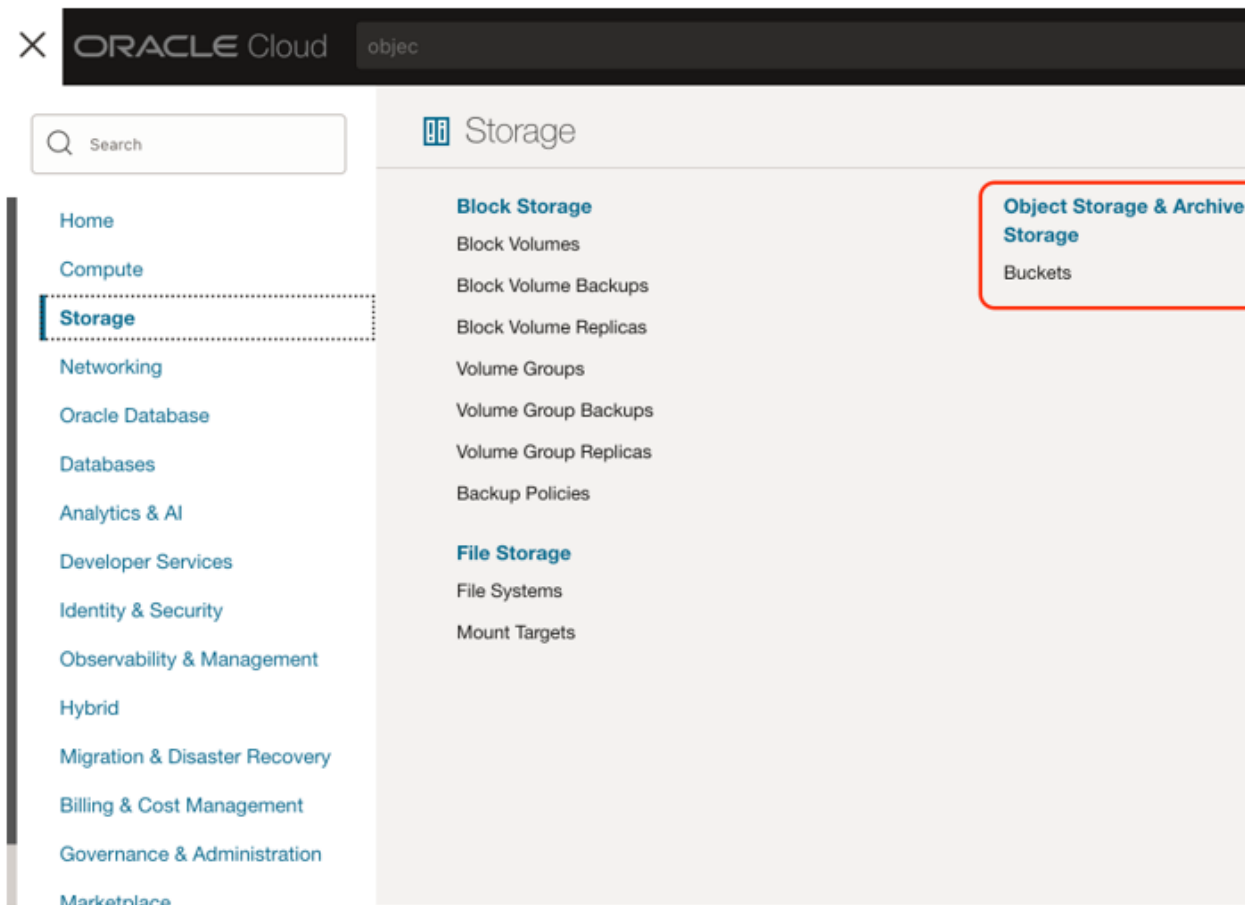 ORACLE Cloud
objec
Search
Home
Compute
Storage
Networking
Oracle Database
Databases
Analytics & AI
Developer Services
Identity & Security
Observability & Management
Hybrid
Migration & Disaster Recovery
Billing & Cost Management
Governance & Administration
Marketplace
Storage
Block Storage
Block Volumes
Block Volume Backups
Block Volume Replicas
Volume Groups
Volume Group Backups
Volume Group Replicas
Backup Policies
File Storage
File Systems
Mount Targets
Object Storage & Archive
Storage
Buckets